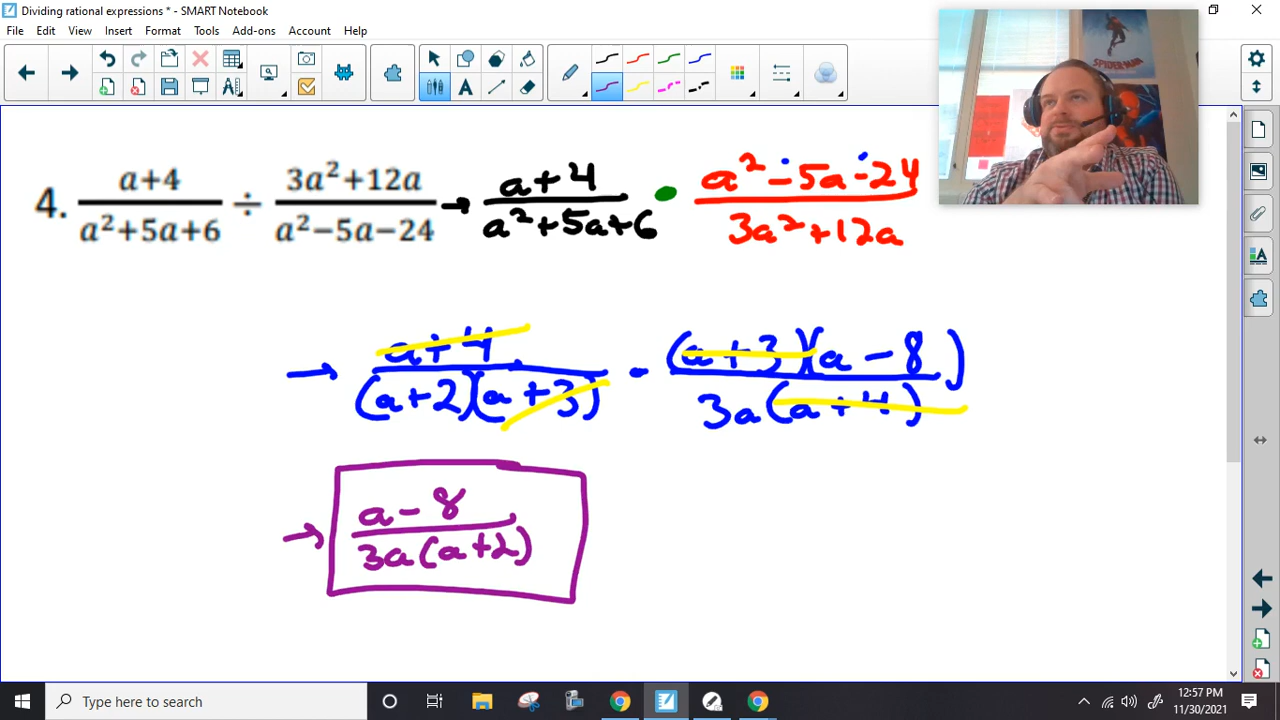 Dividing rational expressions * - SMART Notebook
File Edit View Insert Format Tools Add-ons Account Help
SPIDER-MAN
4. a+4 / a²+5a+6 ÷ 3a²+12a / a²−5a−24 → a+4 / a²+5a+6 • a²−5a−24 / 3a²+12a
→ a+4 / (a+2)(a+3) · (a+3)(a−8) / 3a(a+4)
→ a−8 / 3a(a+2)
Type here to search
12:57 PM
11/30/2021